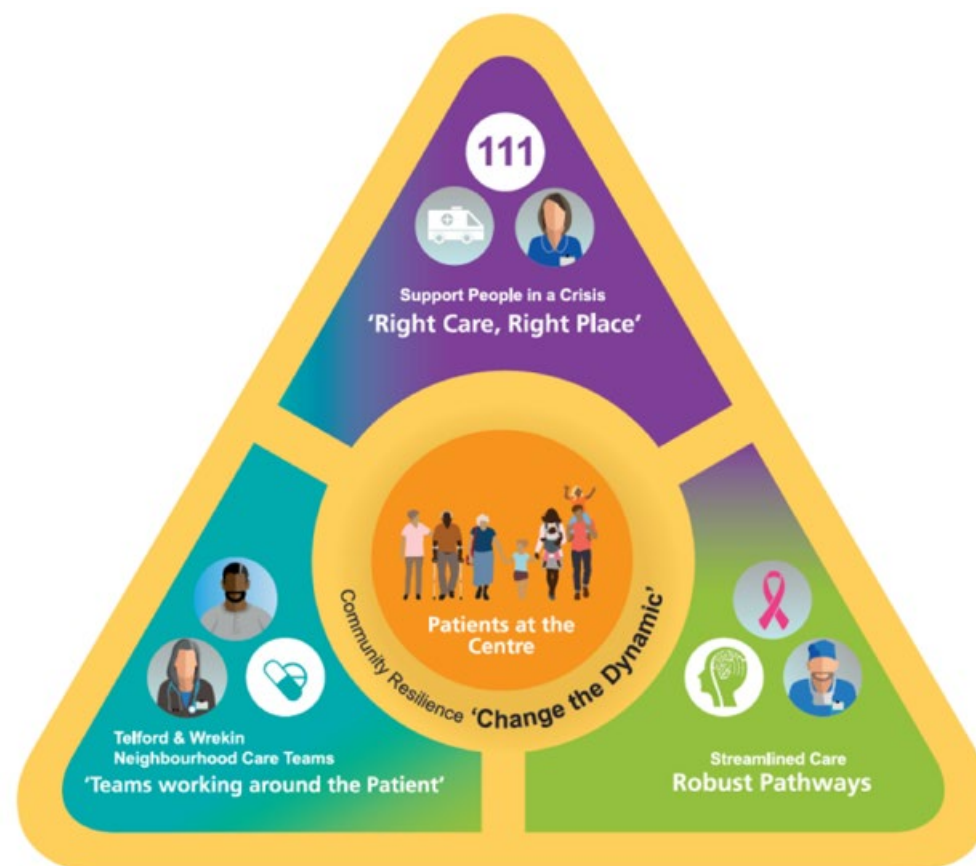 111
Support People in a Crisis
‘Right Care, Right Place’
Patients at the
Centre
Community Resilience ‘Change the Dynamic’
Telford & Wrekin
Neighbourhood Care Teams
‘Teams working around the Patient’
Streamlined Care
Robust Pathways